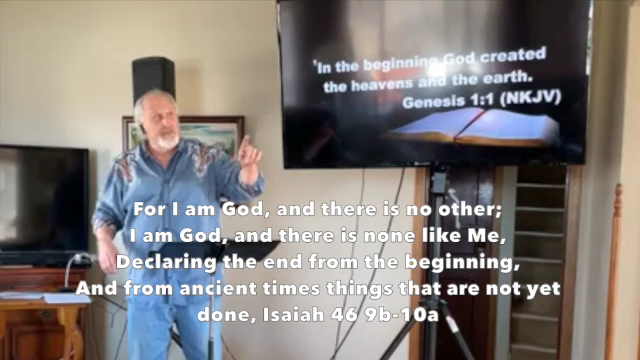 ¹In the beginning God created
the heavens and the earth.
Genesis 1:1 (NKJV)
For I am God, and there is no other;
I am God, and there is none like Me,
Declaring the end from the beginning,
And from ancient times things that are not yet
done, Isaiah 46 9b-10a